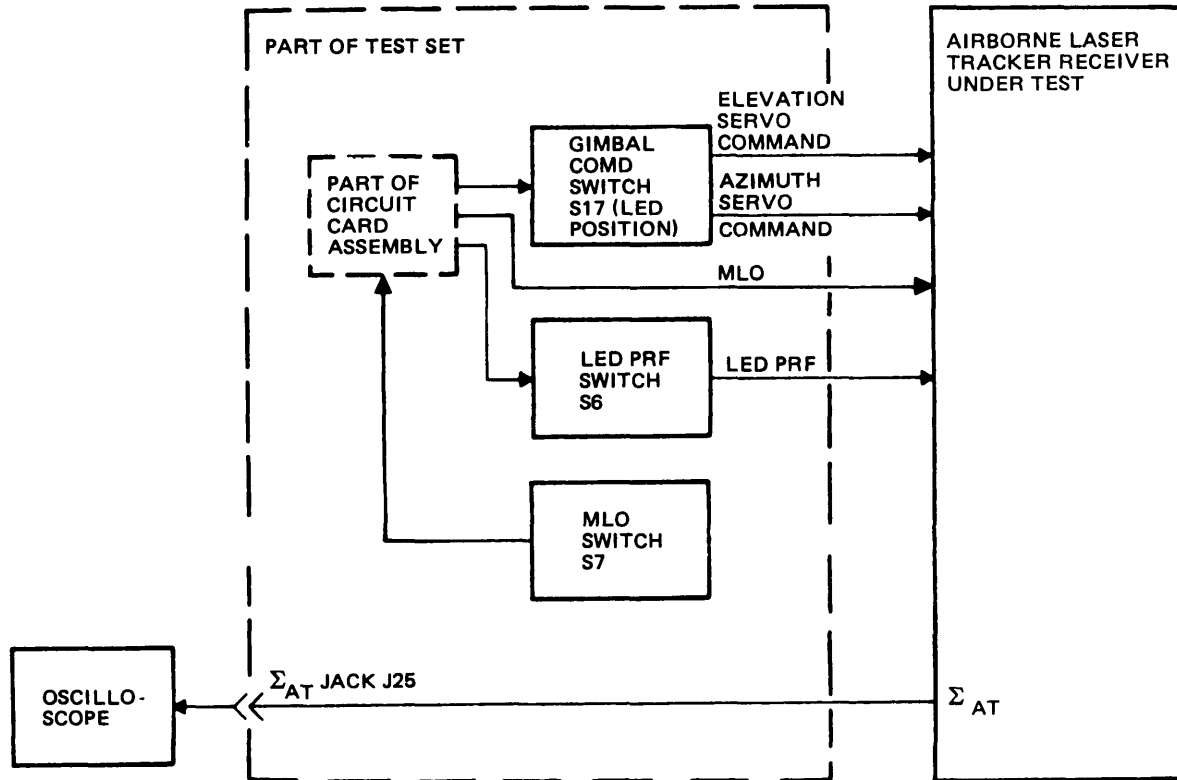 PART OF TEST SET
AIRBORNE LASER
TRACKER RECEIVER
UNDER TEST
ELEVATION
SERVO
COMMAND
GIMBAL
COMD
SWITCH
S17 (LED
POSITION)
AZIMUTH
SERVO
COMMAND
PART OF
CIRCUIT
CARD
ASSEMBLY
MLO
LED PRF
SWITCH
S6
LED PRF
MLO
SWITCH
S7
OSCILLO-
SCOPE
ΣAT JACK J25
ΣAT